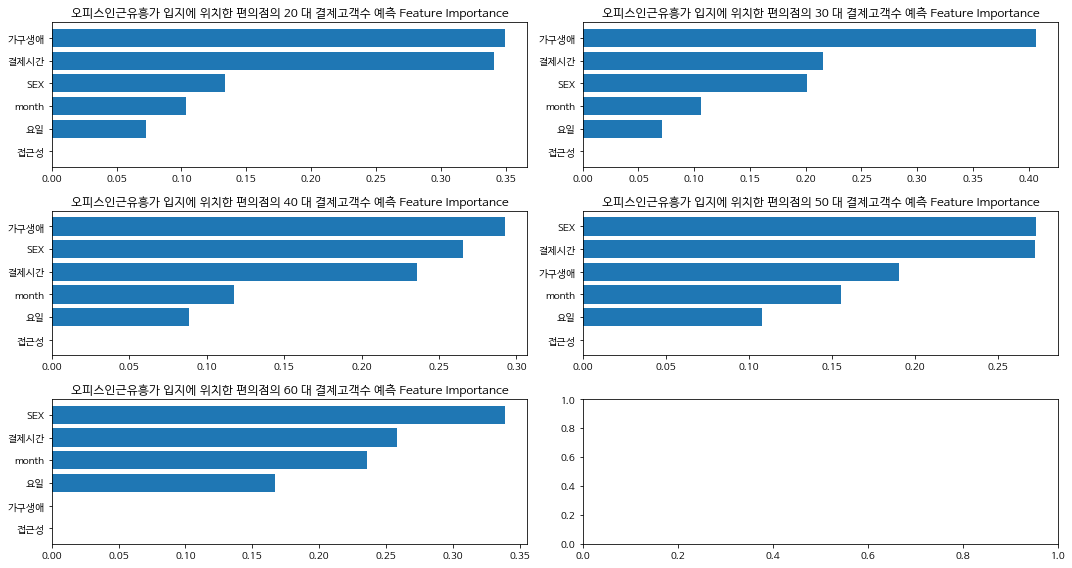 오피스인근유흥가 입지에 위치한 편의점의 20 대 결제고객수 예측 Feature Importance
가구생애
결제시간
SEX
month
요일
접근성
0.00 0.05 0.10 0.15 0.20 0.25 0.30 0.35
오피스인근유흥가 입지에 위치한 편의점의 30 대 결제고객수 예측 Feature Importance
가구생애
결제시간
SEX
month
요일
접근성
0.00 0.05 0.10 0.15 0.20 0.25 0.30 0.35 0.40
오피스인근유흥가 입지에 위치한 편의점의 40 대 결제고객수 예측 Feature Importance
가구생애
SEX
결제시간
month
요일
접근성
0.00 0.05 0.10 0.15 0.20 0.25 0.30
오피스인근유흥가 입지에 위치한 편의점의 50 대 결제고객수 예측 Feature Importance
SEX
결제시간
가구생애
month
요일
접근성
0.00 0.05 0.10 0.15 0.20 0.25
오피스인근유흥가 입지에 위치한 편의점의 60 대 결제고객수 예측 Feature Importance
SEX
결제시간
month
요일
가구생애
접근성
0.00 0.05 0.10 0.15 0.20 0.25 0.30 0.35
1.0
0.8
0.6
0.4
0.2
0.0
0.0 0.2 0.4 0.6 0.8 1.0